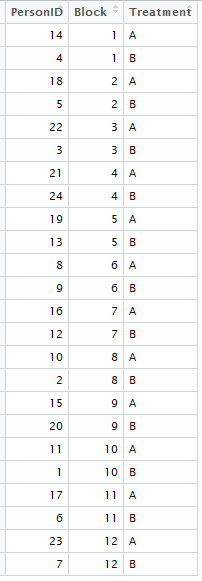 PersonID Block Treatment
14 1 A
4 1 B
18 2 A
5 2 B
22 3 A
3 3 B
21 4 A
24 4 B
19 5 A
13 5 B
8 6 A
9 6 B
16 7 A
12 7 B
10 8 A
2 8 B
15 9 A
20 9 B
11 10 A
1 10 B
17 11 A
6 11 B
23 12 A
7 12 B